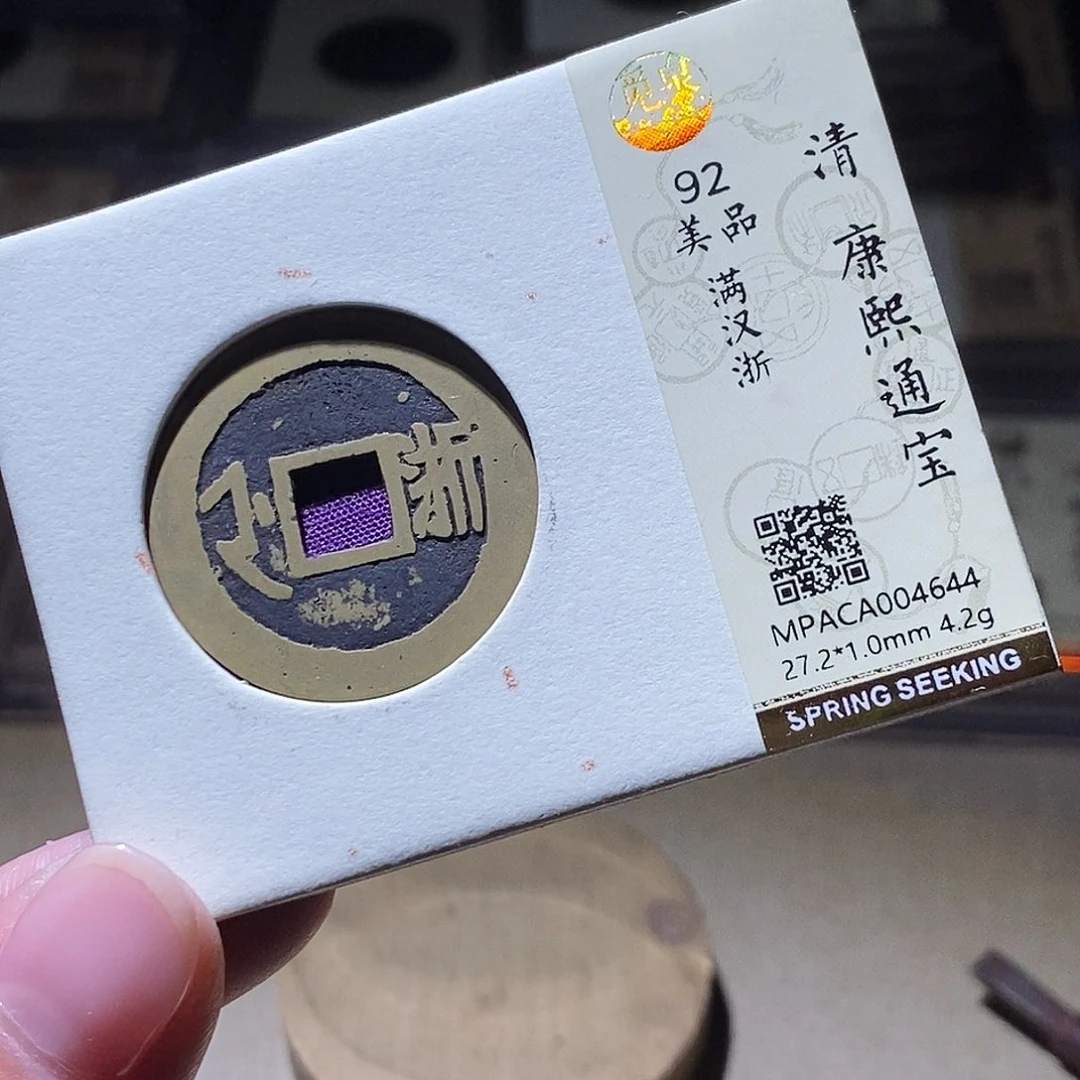 觅泉
92
美品
满汉浙
清 康熙通宝
MPACA004644
27.2*1.0mm 4.2g
SPRING SEEKING
浙